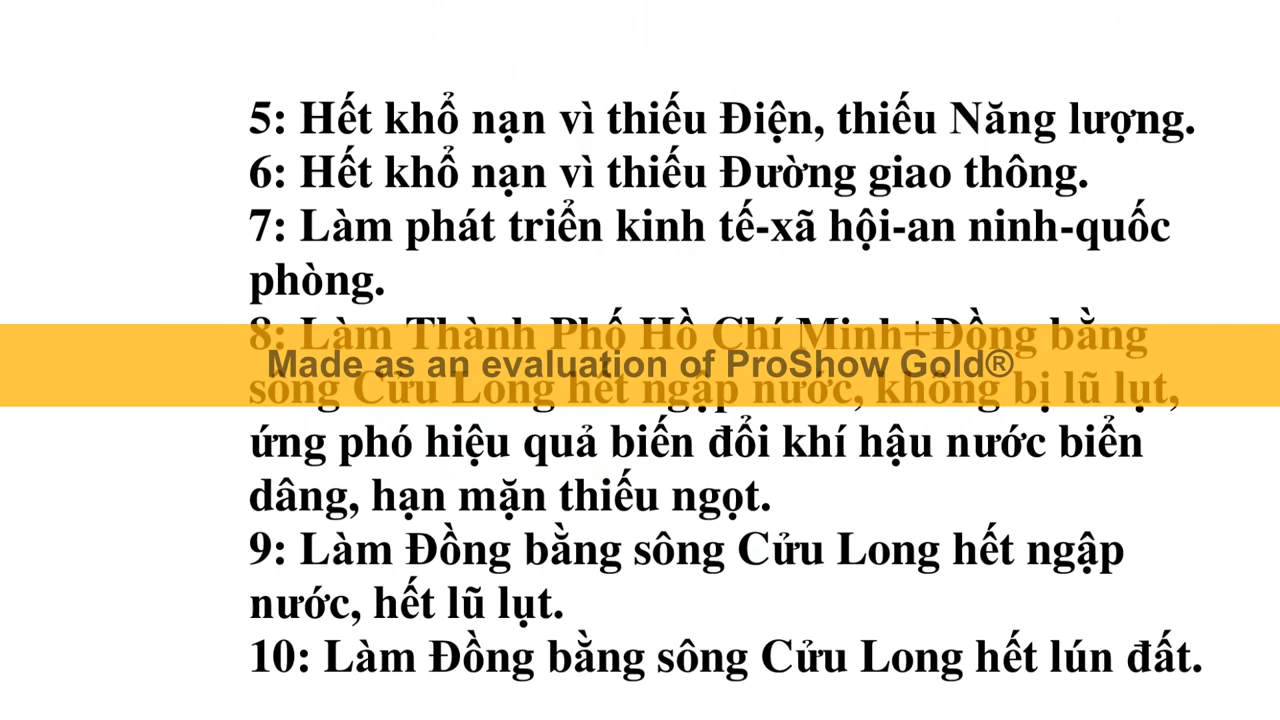 5: Hết khổ nạn vì thiếu Điện, thiếu Năng lượng.
6: Hết khổ nạn vì thiếu Đường giao thông.
7: Làm phát triển kinh tế-xã hội-an ninh-quốc
phòng.
8: Làm Thành Phố Hồ Chí Minh+Đồng bằng
Made as an evaluation of ProShow Gold®
sông Cửu Long hết ngập nước, không bị lũ lụt,
ứng phó hiệu quả biến đổi khí hậu nước biển
dâng, hạn mặn thiếu ngọt.
9: Làm Đồng bằng sông Cửu Long hết ngập
nước, hết lũ lụt.
10: Làm Đồng bằng sông Cửu Long hết lún đất.